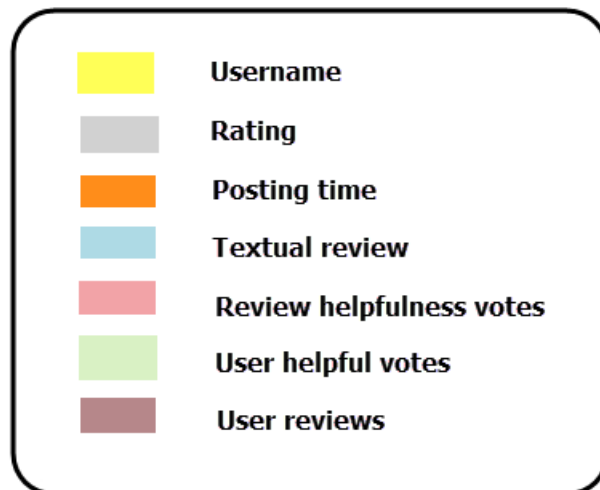 Username
Rating
Posting time
Textual review
Review helpfulness votes
User helpful votes
User reviews